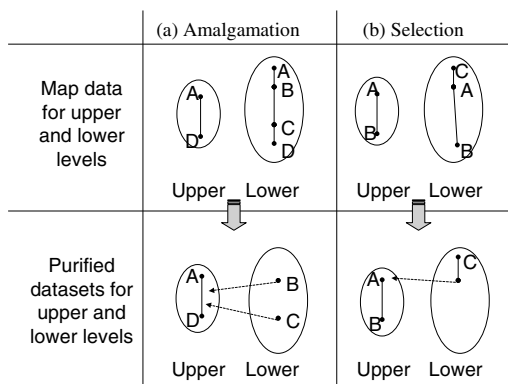 (a) Amalgamation
(b) Selection
Map data
for upper
and lower
levels
A
D
A
B
C
D
Upper Lower
A
B
C
A
B
Upper Lower
Purified
datasets for
upper and
lower levels
A
D
B
C
Upper Lower
A
B
C
Upper Lower